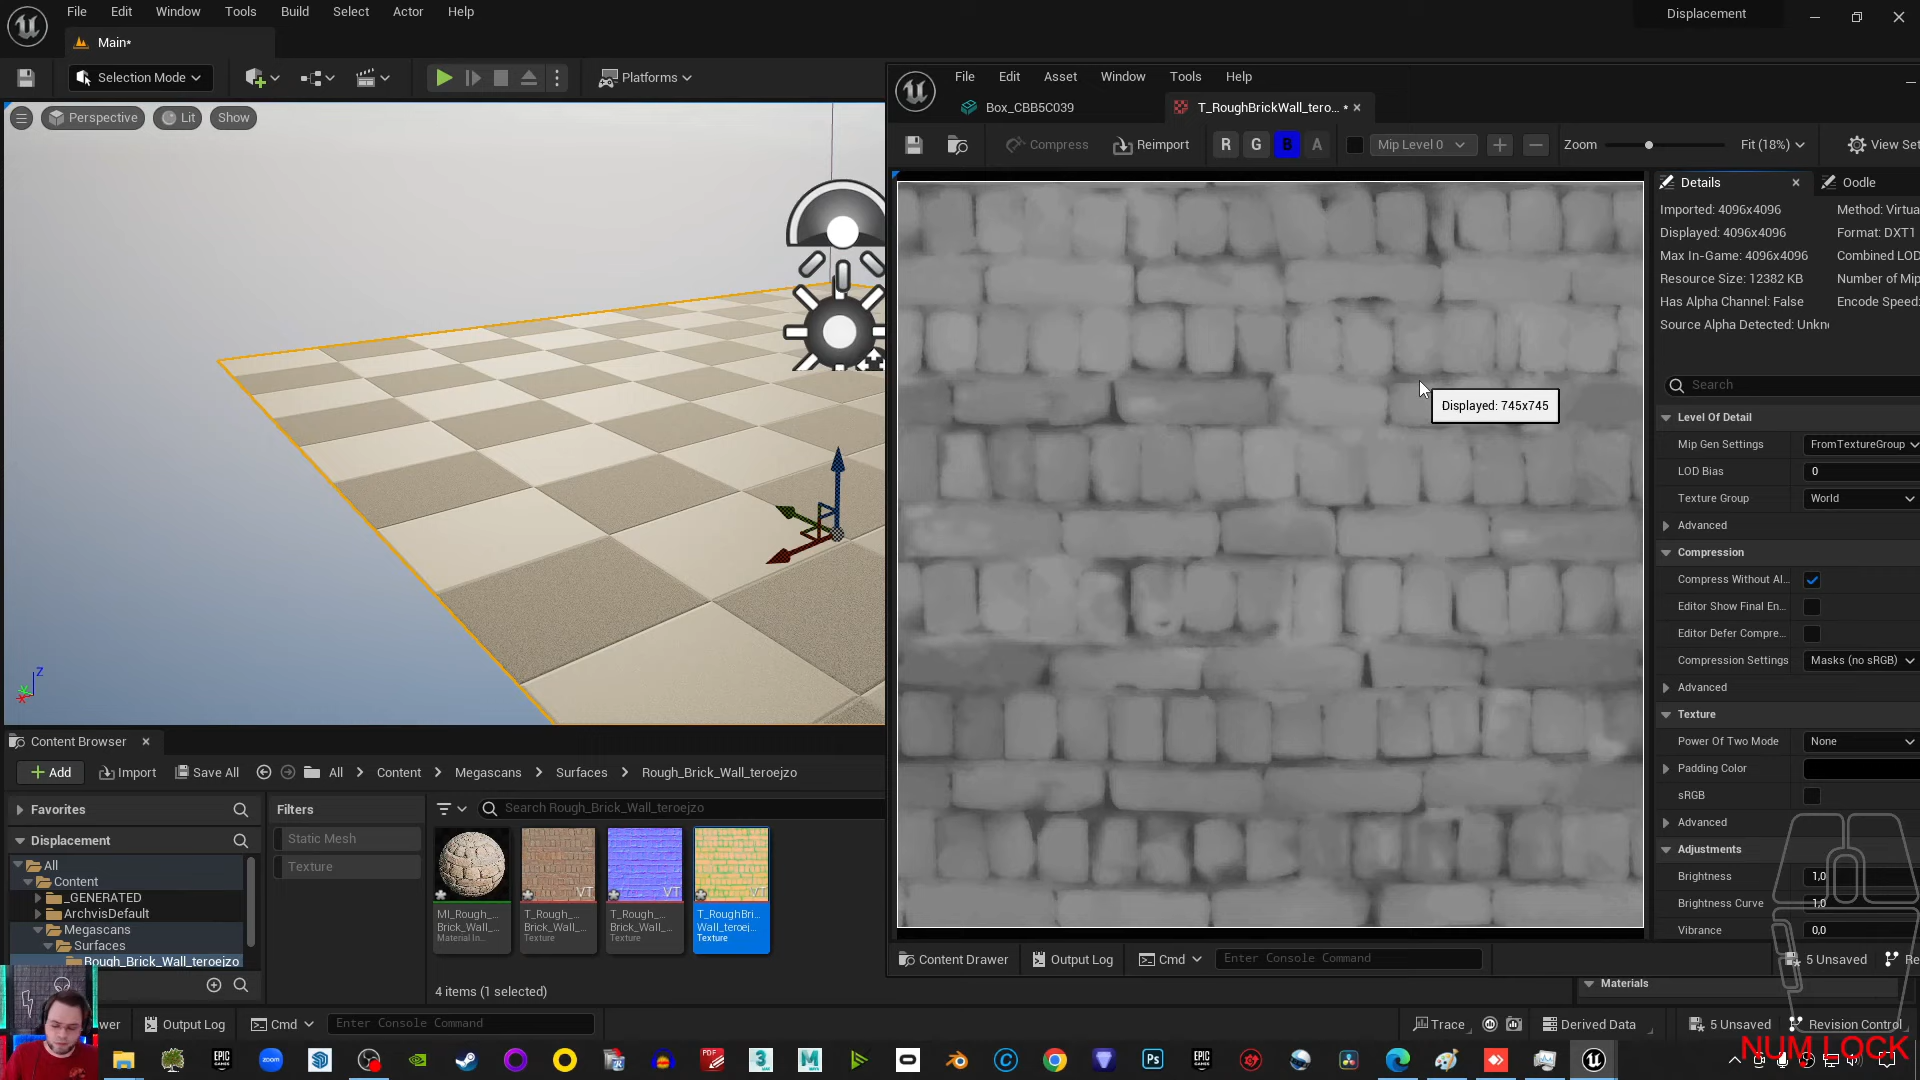 File Edit Window Tools Build Select Actor Help
Displacement
Main*
Selection Mode
Platforms
Perspective
Lit
Show
File Edit Asset Window Tools Help
Box_CBB5C039
T_RoughBrickWall_tero... *
Compress
Reimport
R G B A
Mip Level 0
Zoom
Fit (18%)
View Set
Details
Oodle
Imported: 4096x4096
Method: Virtua
Displayed: 4096x4096
Format: DXT1
Max In-Game: 4096x4096
Combined LOD
Resource Size: 12382 KB
Number of Mip
Has Alpha Channel: False
Encode Speed:
Source Alpha Detected: Unkn
Search
Displayed: 745x745
Level Of Detail
Mip Gen Settings
FromTextureGroup
LOD Bias
0
Texture Group
World
Advanced
Compression
Compress Without Al...
Editor Show Final En...
Editor Defer Compre...
Compression Settings
Masks (no sRGB)
Advanced
Texture
Power Of Two Mode
None
Padding Color
sRGB
Advanced
Adjustments
Brightness
1,0
Brightness Curve
1,0
Vibrance
0,0
Z
Content Browser
Add
Import
Save All
All
Content
Megascans
Surfaces
Rough_Brick_Wall_teroejzo
Favorites
Filters
Search Rough_Brick_Wall_teroejzo
Displacement
Static Mesh
Texture
All
Content
_GENERATED
ArchvisDefault
Megascans
Surfaces
Rough_Brick_Wall_teroejzo
VT
VT
VT
MI_Rough_...
Brick_Wall_...
Material In...
T_Rough_...
Brick_Wall_...
Texture
T_Rough_...
Brick_Wall_...
Texture
T_RoughBri...
Wall_teroej...
Texture
4 items (1 selected)
Content Drawer
Output Log
Cmd
Enter Console Command
5 Unsaved
Re
Materials
wer
Output Log
Cmd
Enter Console Command
Trace
Derived Data
5 Unsaved
Revision Control
NUM LOCK
EPIC GAMES
zoom
PDF
3
M
Ps
EPIC GAMES